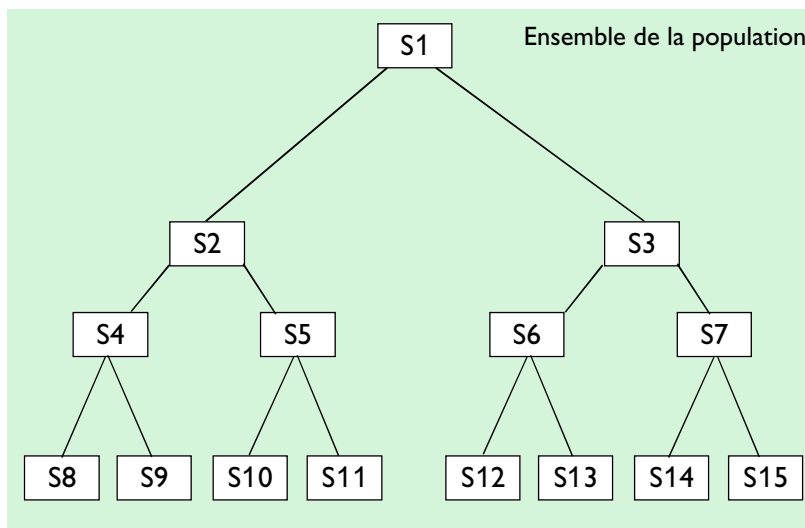 S1
Ensemble de la population
S2
S3
S4
S5
S6
S7
S8
S9
S10
S11
S12
S13
S14
S15